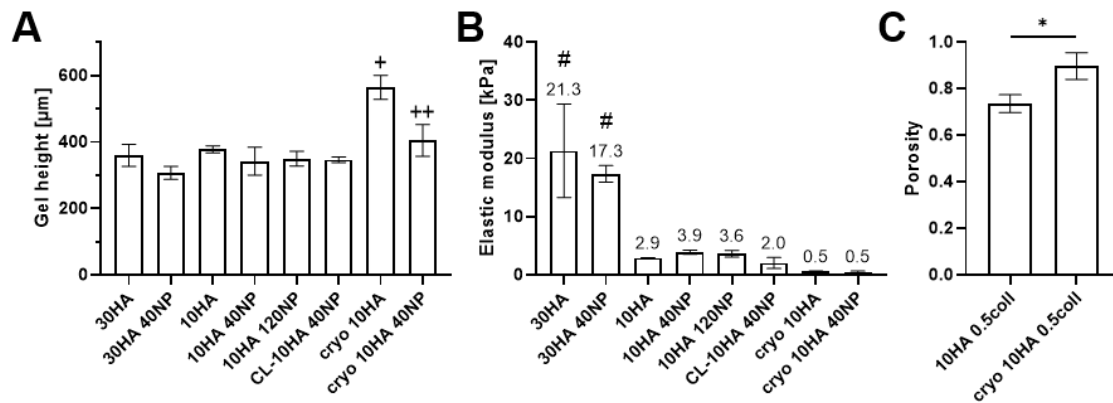 A
Gel height [µm]
600
400
200
0
+
++
30HA
30HA 40NP
10HA
10HA 40NP
10HA 120NP
CL-10HA 40NP
cryo 10HA
cryo 10HA 40NP
B
Elastic modulus [kPa]
40
30
20
10
0
#
21.3
#
17.3
2.9
3.9
3.6
2.0
0.5
0.5
30HA
30HA 40NP
10HA
10HA 40NP
10HA 120NP
CL-10HA 40NP
cryo 10HA
cryo 10HA 40NP
C
Porosity
1.0
0.8
0.6
0.4
0.2
0.0
*
10HA 0.5coll
cryo 10HA 0.5coll